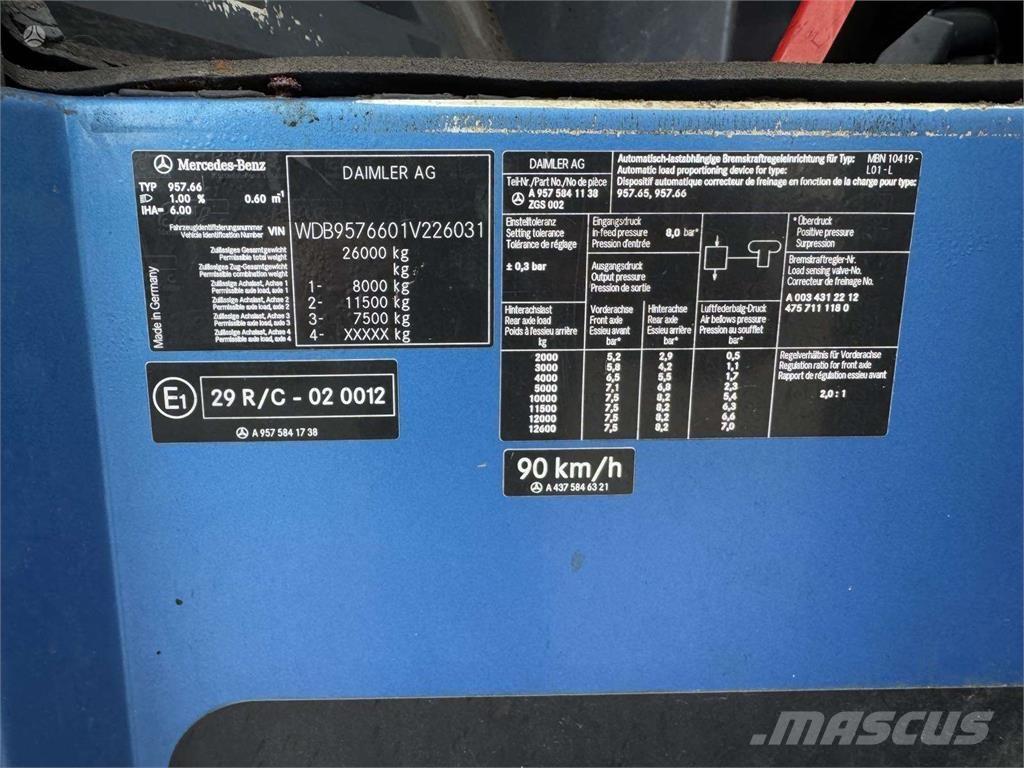 Mercedes-Benz
TYP 957.66
1.00 % 0.60 m⁻¹
IHA= 6.00
DAIMLER AG
Fahrzeugidentifizierungsnummer
Vehicle Identification Number VIN
WDB9576601V226031
Zulässiges Gesamtgewicht
Permissible total weight
26000 kg
Zulässiges Zug-Gesamtgewicht
Permissible combination weight
kg
Zulässige Achslast, Achse 1
Permissible axle load, axle 1
1- 8000 kg
Zulässige Achslast, Achse 2
Permissible axle load, axle 2
2- 11500 kg
Zulässige Achslast, Achse 3
Permissible axle load, axle 3
3- 7500 kg
Zulässige Achslast, Achse 4
Permissible axle load, axle 4
4- XXXXX kg
Made in Germany
E1
29 R/C - 02 0012
A 957 584 17 38
DAIMLER AG
Teil-Nr./Part No./No de pièce
A 957 584 11 38
ZGS 002
Automatisch-lastabhängige Bremskraftregeleinrichtung für Typ:
Automatic load proportioning device for type:
Dispositif automatique correcteur de freinage en fonction de la charge pour type:
957.65, 957.66
MBN 10419 -
L01 - L
Einstelltoleranz
Setting tolerance
Tolérance de réglage
± 0,3 bar
Eingangsdruck
In-feed pressure 8,0 bar*
Pression d'entrée
Ausgangsdruck
Output pressure
Pression de sortie
* Überdruck
Positive pressure
Surpression
Bremskraftregler-Nr.
Load sensing valve-No.
Correcteur de freinage No.
A 003 431 22 12
475 711 118 0
Hinterachslast
Rear axle load
Poids à l'essieu arrière
kg
Vorderachse
Front axle
Essieu avant
bar*
Hinterachse
Rear axle
Essieu arrière
bar*
Luftfederbalg-Druck
Air bellows pressure
Pression au soufflet
bar*
2000 5,2 2,9 0,5
3000 5,8 4,2 1,1
4000 6,5 5,5 1,7
5000 7,1 6,8 2,3
10000 7,5 8,2 5,4
11500 7,5 8,2 6,3
12000 7,5 8,2 6,6
12600 7,5 8,2 7,0
Regelverhältnis für Vorderachse
Regulation ratio for front axle
Rapport de régulation essieu avant
2,0 : 1
90 km/h
A 437 584 63 21
MASCUS